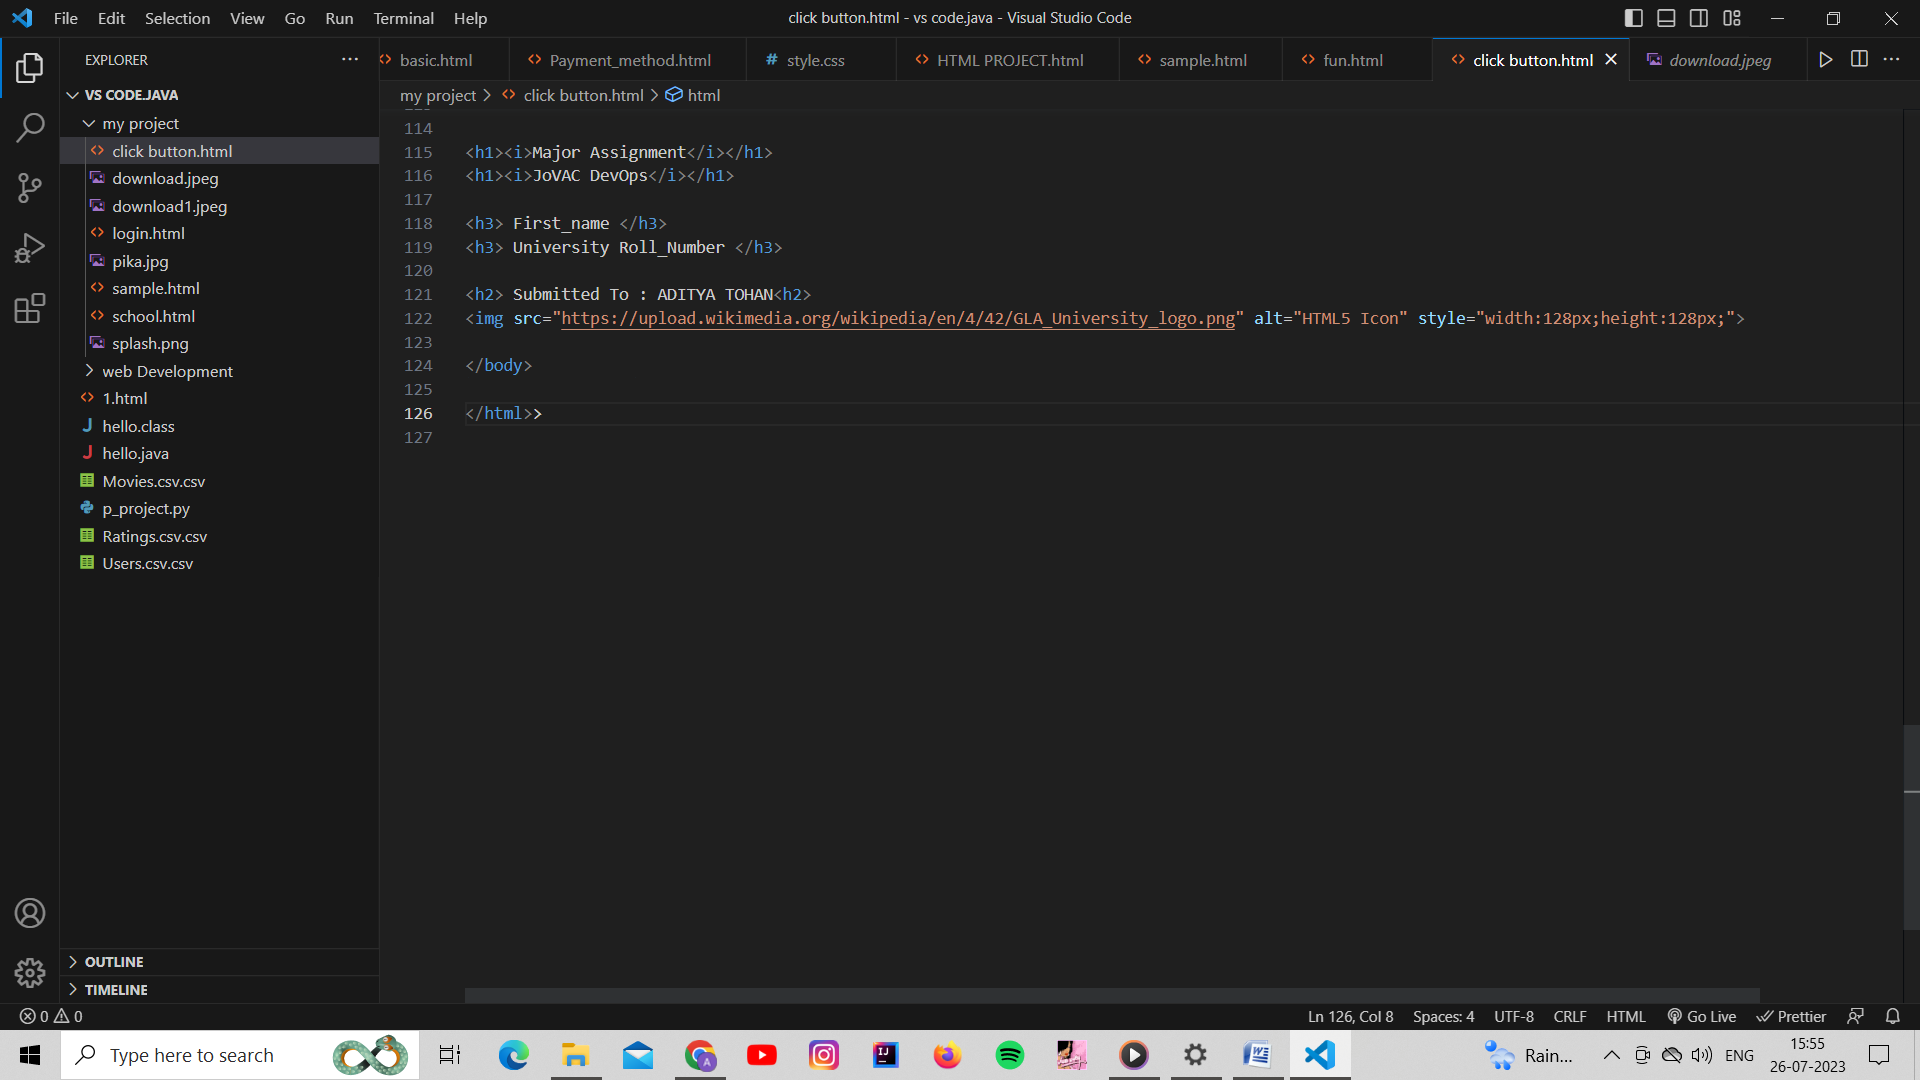 File Edit Selection View Go Run Terminal Help
click button.html - vs code.java - Visual Studio Code
EXPLORER
basic.html
Payment_method.html
# style.css
HTML PROJECT.html
sample.html
fun.html
click button.html
download.jpeg
my project > click button.html > html
VS CODE.JAVA
my project
click button.html
download.jpeg
download1.jpeg
login.html
pika.jpg
sample.html
school.html
splash.png
web Development
1.html
hello.class
hello.java
Movies.csv.csv
p_project.py
Ratings.csv.csv
Users.csv.csv
OUTLINE
TIMELINE
114
115 <h1><i>Major Assignment</i></h1>
116 <h1><i>JoVAC DevOps</i></h1>
117
118 <h3> First_name </h3>
119 <h3> University Roll_Number </h3>
120
121 <h2> Submitted To : ADITYA TOHAN<h2>
122 <img src="https://upload.wikimedia.org/wikipedia/en/4/42/GLA_University_logo.png" alt="HTML5 Icon" style="width:128px;height:128px;">
123
124 </body>
125
126 </html>>
127
0 0
Ln 126, Col 8 Spaces: 4 UTF-8 CRLF HTML Go Live Prettier
Type here to search
Rain...
ENG
15:55
26-07-2023